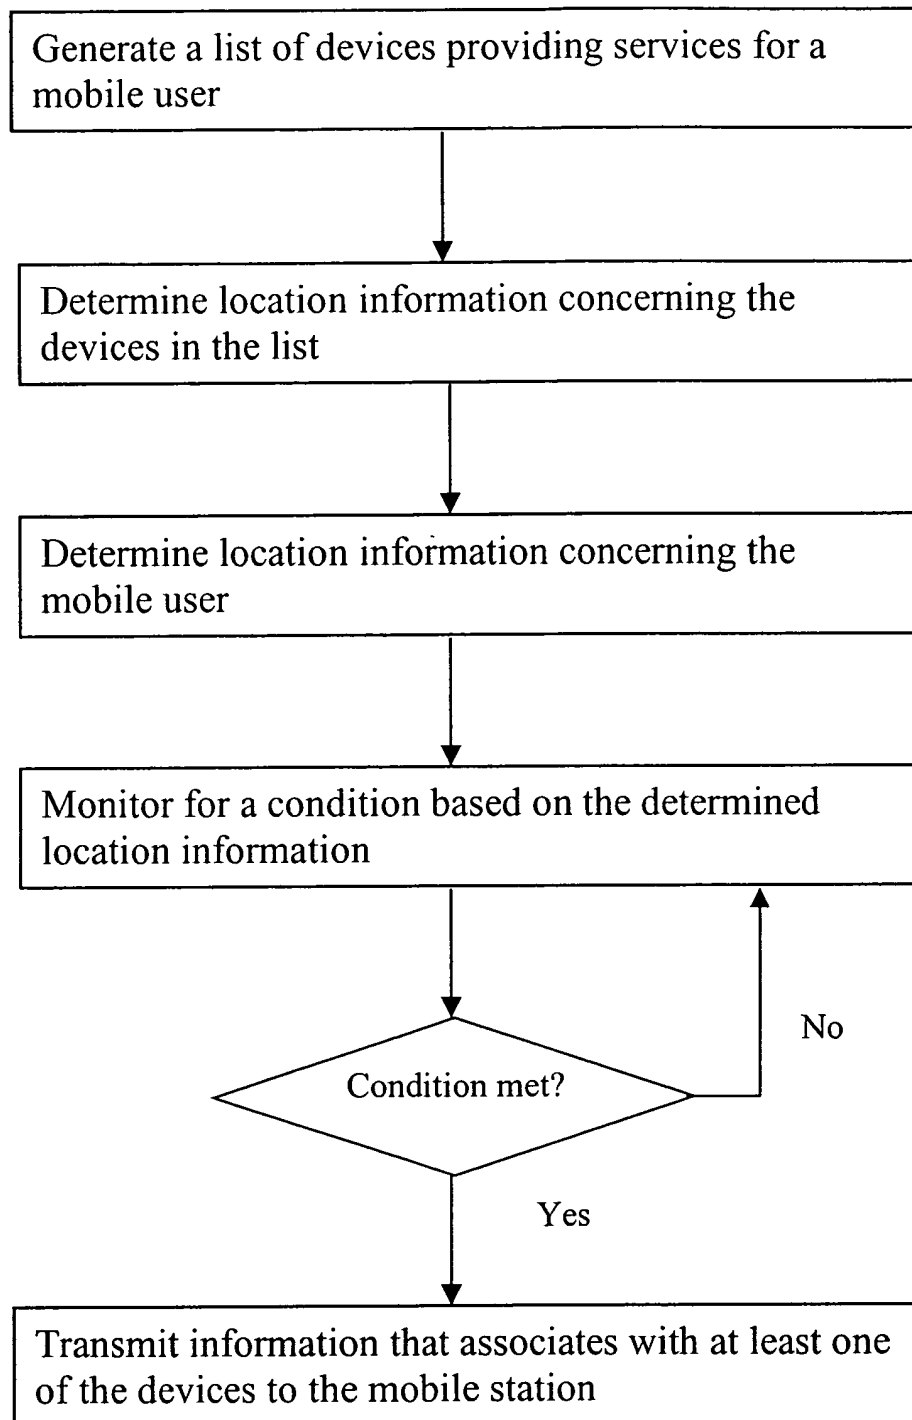 Generate a list of devices providing services for a
mobile user
Determine location information concerning the
devices in the list
Determine location information concerning the
mobile user
Monitor for a condition based on the determined
location information
No
Condition met?
Yes
Transmit information that associates with at least one
of the devices to the mobile station